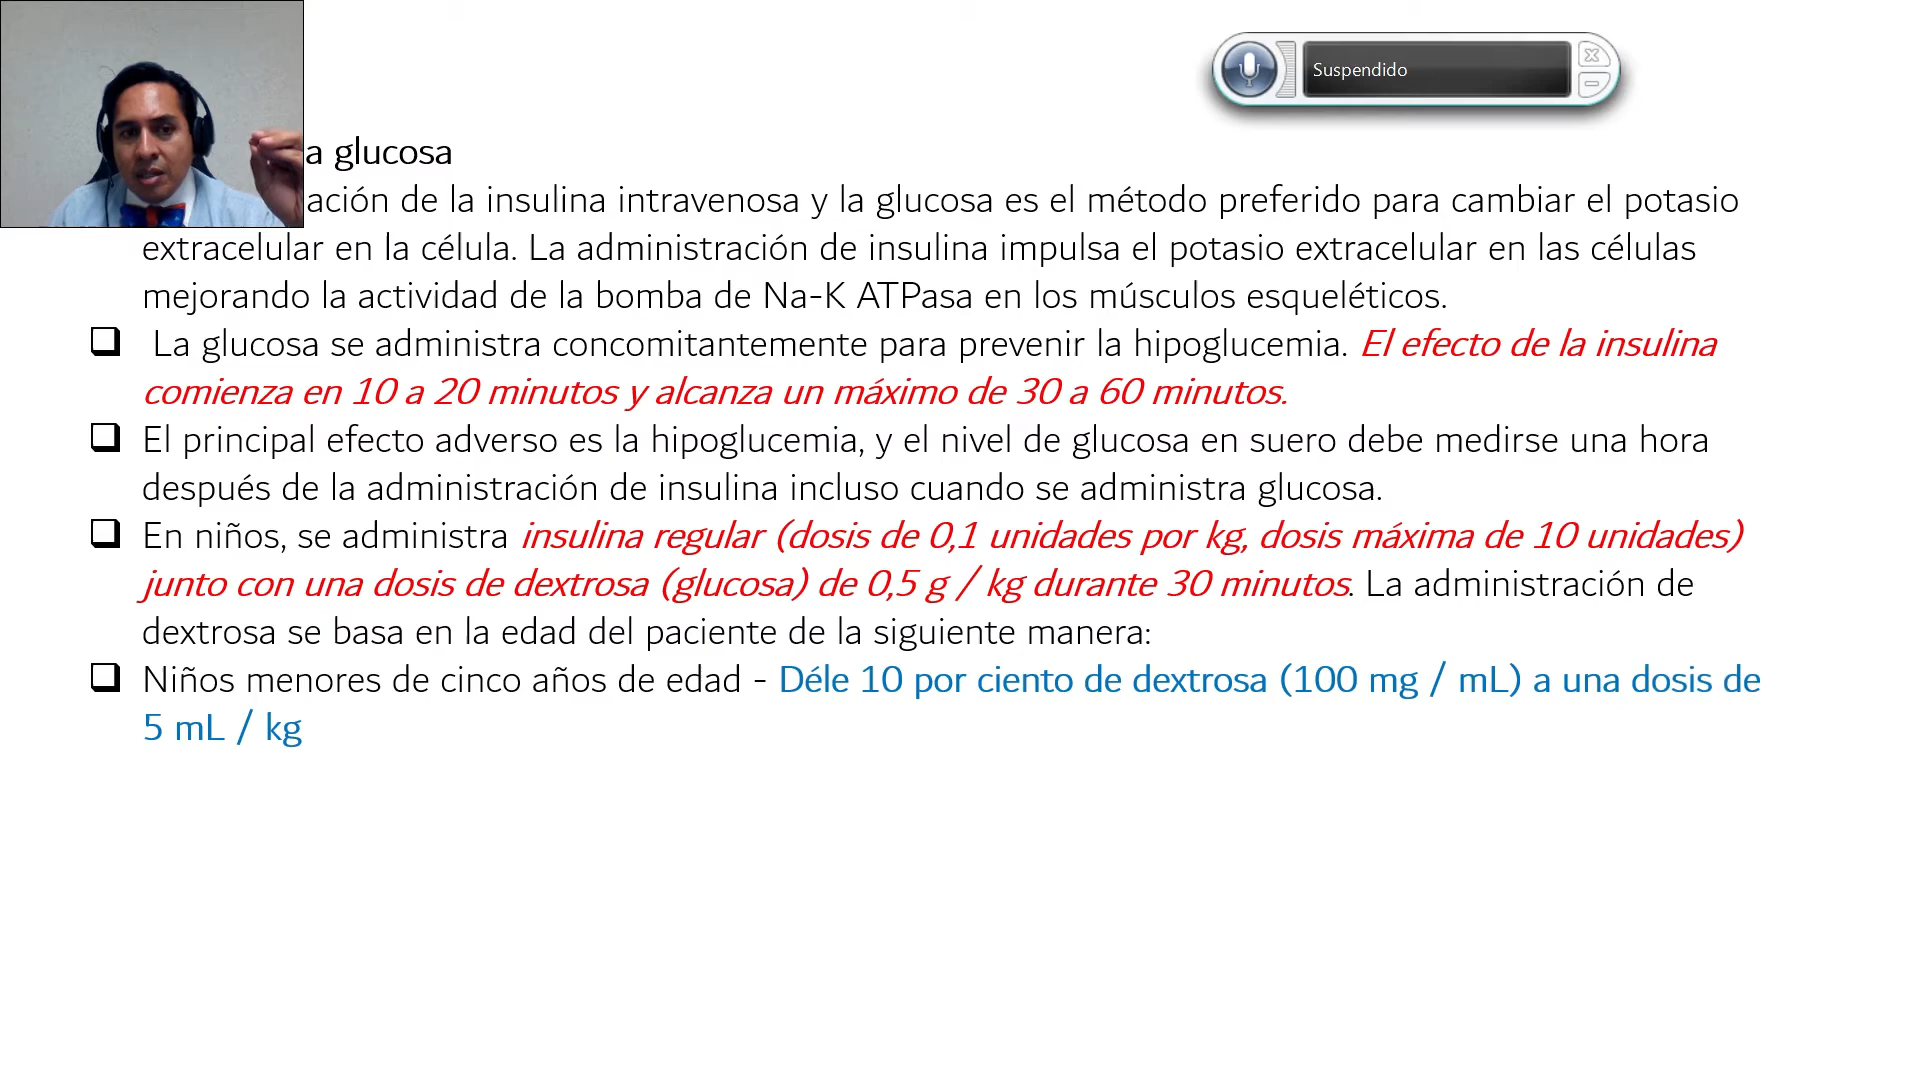 Suspendido
a glucosa
ación de la insulina intravenosa y la glucosa es el método preferido para cambiar el potasio
extracelular en la célula. La administración de insulina impulsa el potasio extracelular en las células
mejorando la actividad de la bomba de Na-K ATPasa en los músculos esqueléticos.
La glucosa se administra concomitantemente para prevenir la hipoglucemia. El efecto de la insulina
comienza en 10 a 20 minutos y alcanza un máximo de 30 a 60 minutos.
El principal efecto adverso es la hipoglucemia, y el nivel de glucosa en suero debe medirse una hora
después de la administración de insulina incluso cuando se administra glucosa.
En niños, se administra insulina regular (dosis de 0,1 unidades por kg, dosis máxima de 10 unidades)
junto con una dosis de dextrosa (glucosa) de 0,5 g / kg durante 30 minutos. La administración de
dextrosa se basa en la edad del paciente de la siguiente manera:
Niños menores de cinco años de edad - Déle 10 por ciento de dextrosa (100 mg / mL) a una dosis de
5 mL / kg